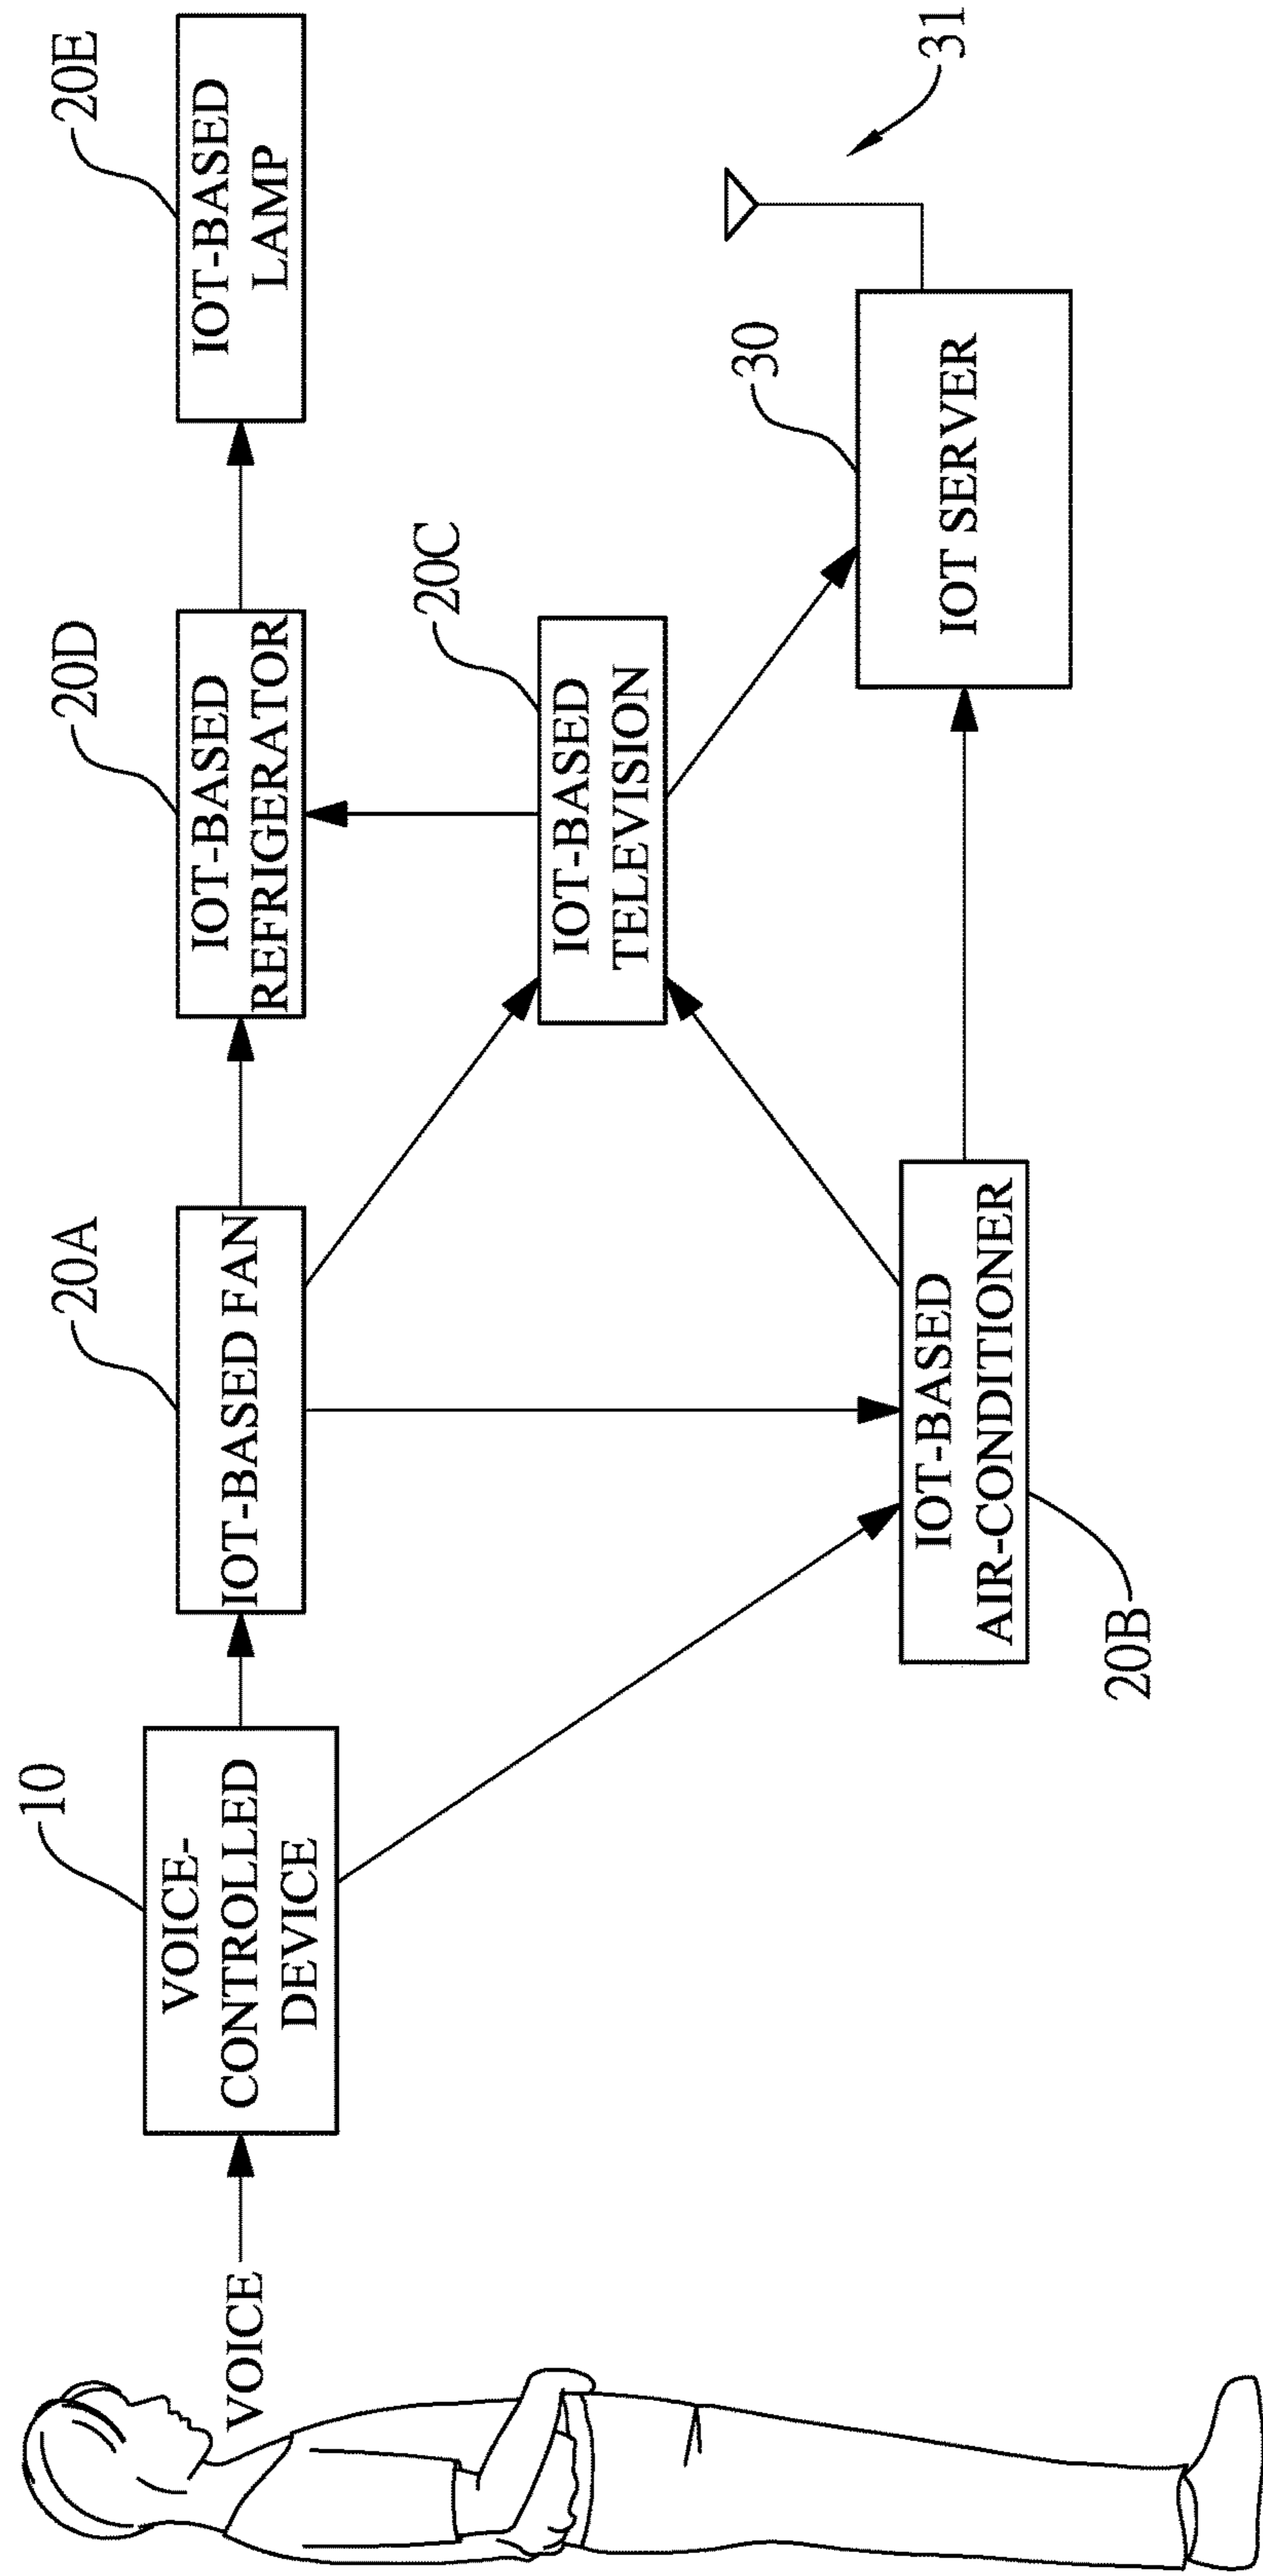 VOICE
10
VOICE-
CONTROLLED
DEVICE
20A
IOT-BASED FAN
20D
IOT-BASED
REFRIGERATOR
20E
IOT-BASED
LAMP
20C
IOT-BASED
TELEVISION
20B
IOT-BASED
AIR-CONDITIONER
30
IOT SERVER
31